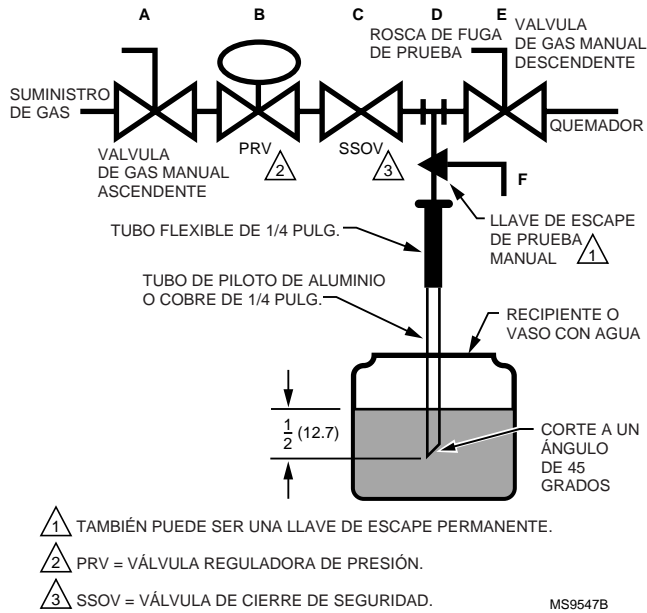 A
B
C
D
E
ROSCA DE FUGA
DE PRUEBA
VALVULA
DE GAS MANUAL
DESCENDENTE
SUMINISTRO
DE GAS
QUEMADOR
VALVULA
DE GAS MANUAL
ASCENDENTE
PRV
2
SSOV
3
F
TUBO FLEXIBLE DE 1/4 PULG.
LLAVE DE ESCAPE
DE PRUEBA
MANUAL 1
TUBO DE PILOTO DE ALUMINIO
O COBRE DE 1/4 PULG.
RECIPIENTE O
VASO CON AGUA
1/2 (12.7)
CORTE A UN
ÁNGULO
DE 45
GRADOS
1 TAMBIÉN PUEDE SER UNA LLAVE DE ESCAPE PERMANENTE.
2 PRV = VÁLVULA REGULADORA DE PRESIÓN.
3 SSOV = VÁLVULA DE CIERRE DE SEGURIDAD.
MS9547B